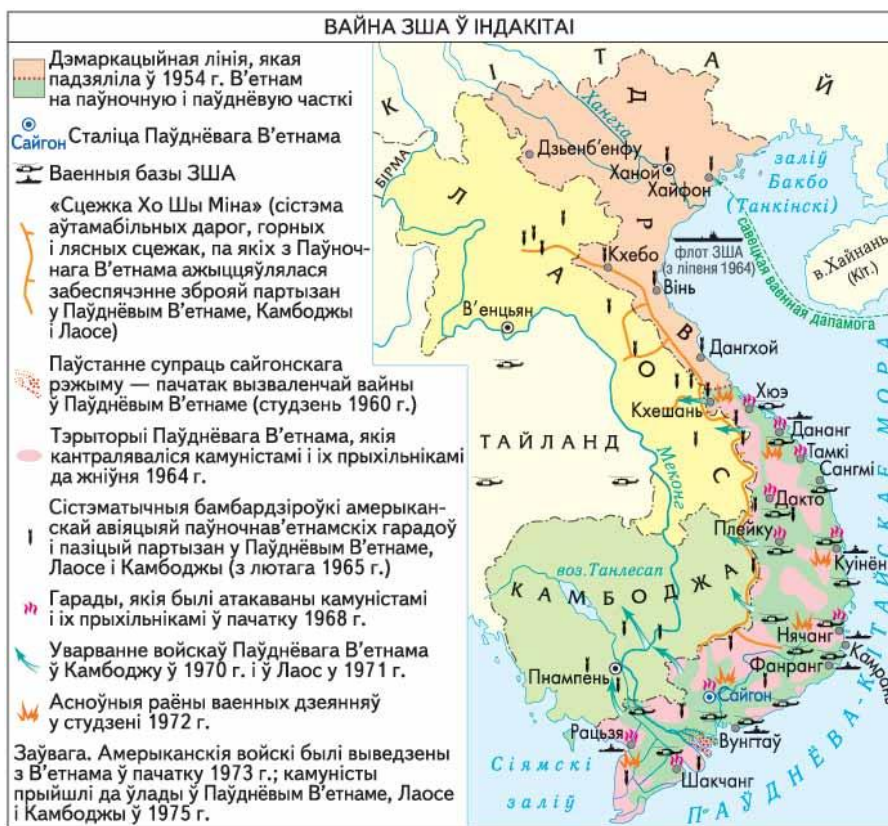 ВАЙНА ЗША Ў ІНДАКІТАІ
Дэмаркацыйная лінія, якая
падзяліла ў 1954 г. В'етнам
на паўночную і паўднёвую часткі
Сайгон
Сталіца Паўднёвага В'етнама
Ваенныя базы ЗША
«Сцежка Хо Шы Міна» (сістэма
аўтамабільных дарог, горных
і лясных сцежак, па якіх з Паўноч-
нага В'етнама ажыццяўлялася
забеспячэнне зброяй партызан
у Паўднёвым В'етнаме, Камбоджы
і Лаосе)
Паўстанне супраць сайгонскага
рэжыму — пачатак вызваленчай вайны
ў Паўднёвым В'етнаме (студзень 1960 г.)
Тэрыторыі Паўднёвага В'етнама, якія
кантраляваліся камуністамі і іх прыхільнікамі
да жніўня 1964 г.
Сістэматычныя бамбардзіроўкі амерыкан-
скай авіяцыяй паўночнав'етнамскіх гарадоў
і пазіцый партызан у Паўднёвым В'етнаме,
Лаосе і Камбоджы (з лютага 1965 г.)
Гарады, якія былі атакаваны камуністамі
і іх прыхільнікамі ў пачатку 1968 г.
Уварванне войскаў Паўднёвага В'етнама
ў Камбоджу ў 1970 г. і ў Лаос у 1971 г.
Асноўныя раёны ваенных дзеянняў
у студзені 1972 г.
Заўвага. Амерыканскія войскі былі выведзены
з В'етнама ў пачатку 1973 г.; камуністы
прыйшлі да ўлады ў Паўднёвым В'етнаме, Лаосе
і Камбоджы ў 1975 г.
КІТАЙ
БІРМА
ДРВ
Хангха
Дзьенб'енфу
Ханой
Хайфон
заліў
Бакбо
(Танкінскі)
флот ЗША
(з ліпеня 1964)
савецкая ваенная дапамога
в.Хайнань
(Кіт.)
ЛАОС
Кхебо
Вінь
В'енцьян
Дангхой
Кхешань
Хюэ
Дананг
Тамкі
Сангмі
ТАЙЛАНД
Меконг
Дакто
Плейку
Куінён
воз.Танлесап
КАМБОДЖА
Нячанг
Камрань
Фанранг
Пнампень
Сайгон
Рацьзя
Вунгтаў
Шакчанг
Сіямскі
заліў
ПАЎДНЁВА-КІТАЙСКАЕ МОРА